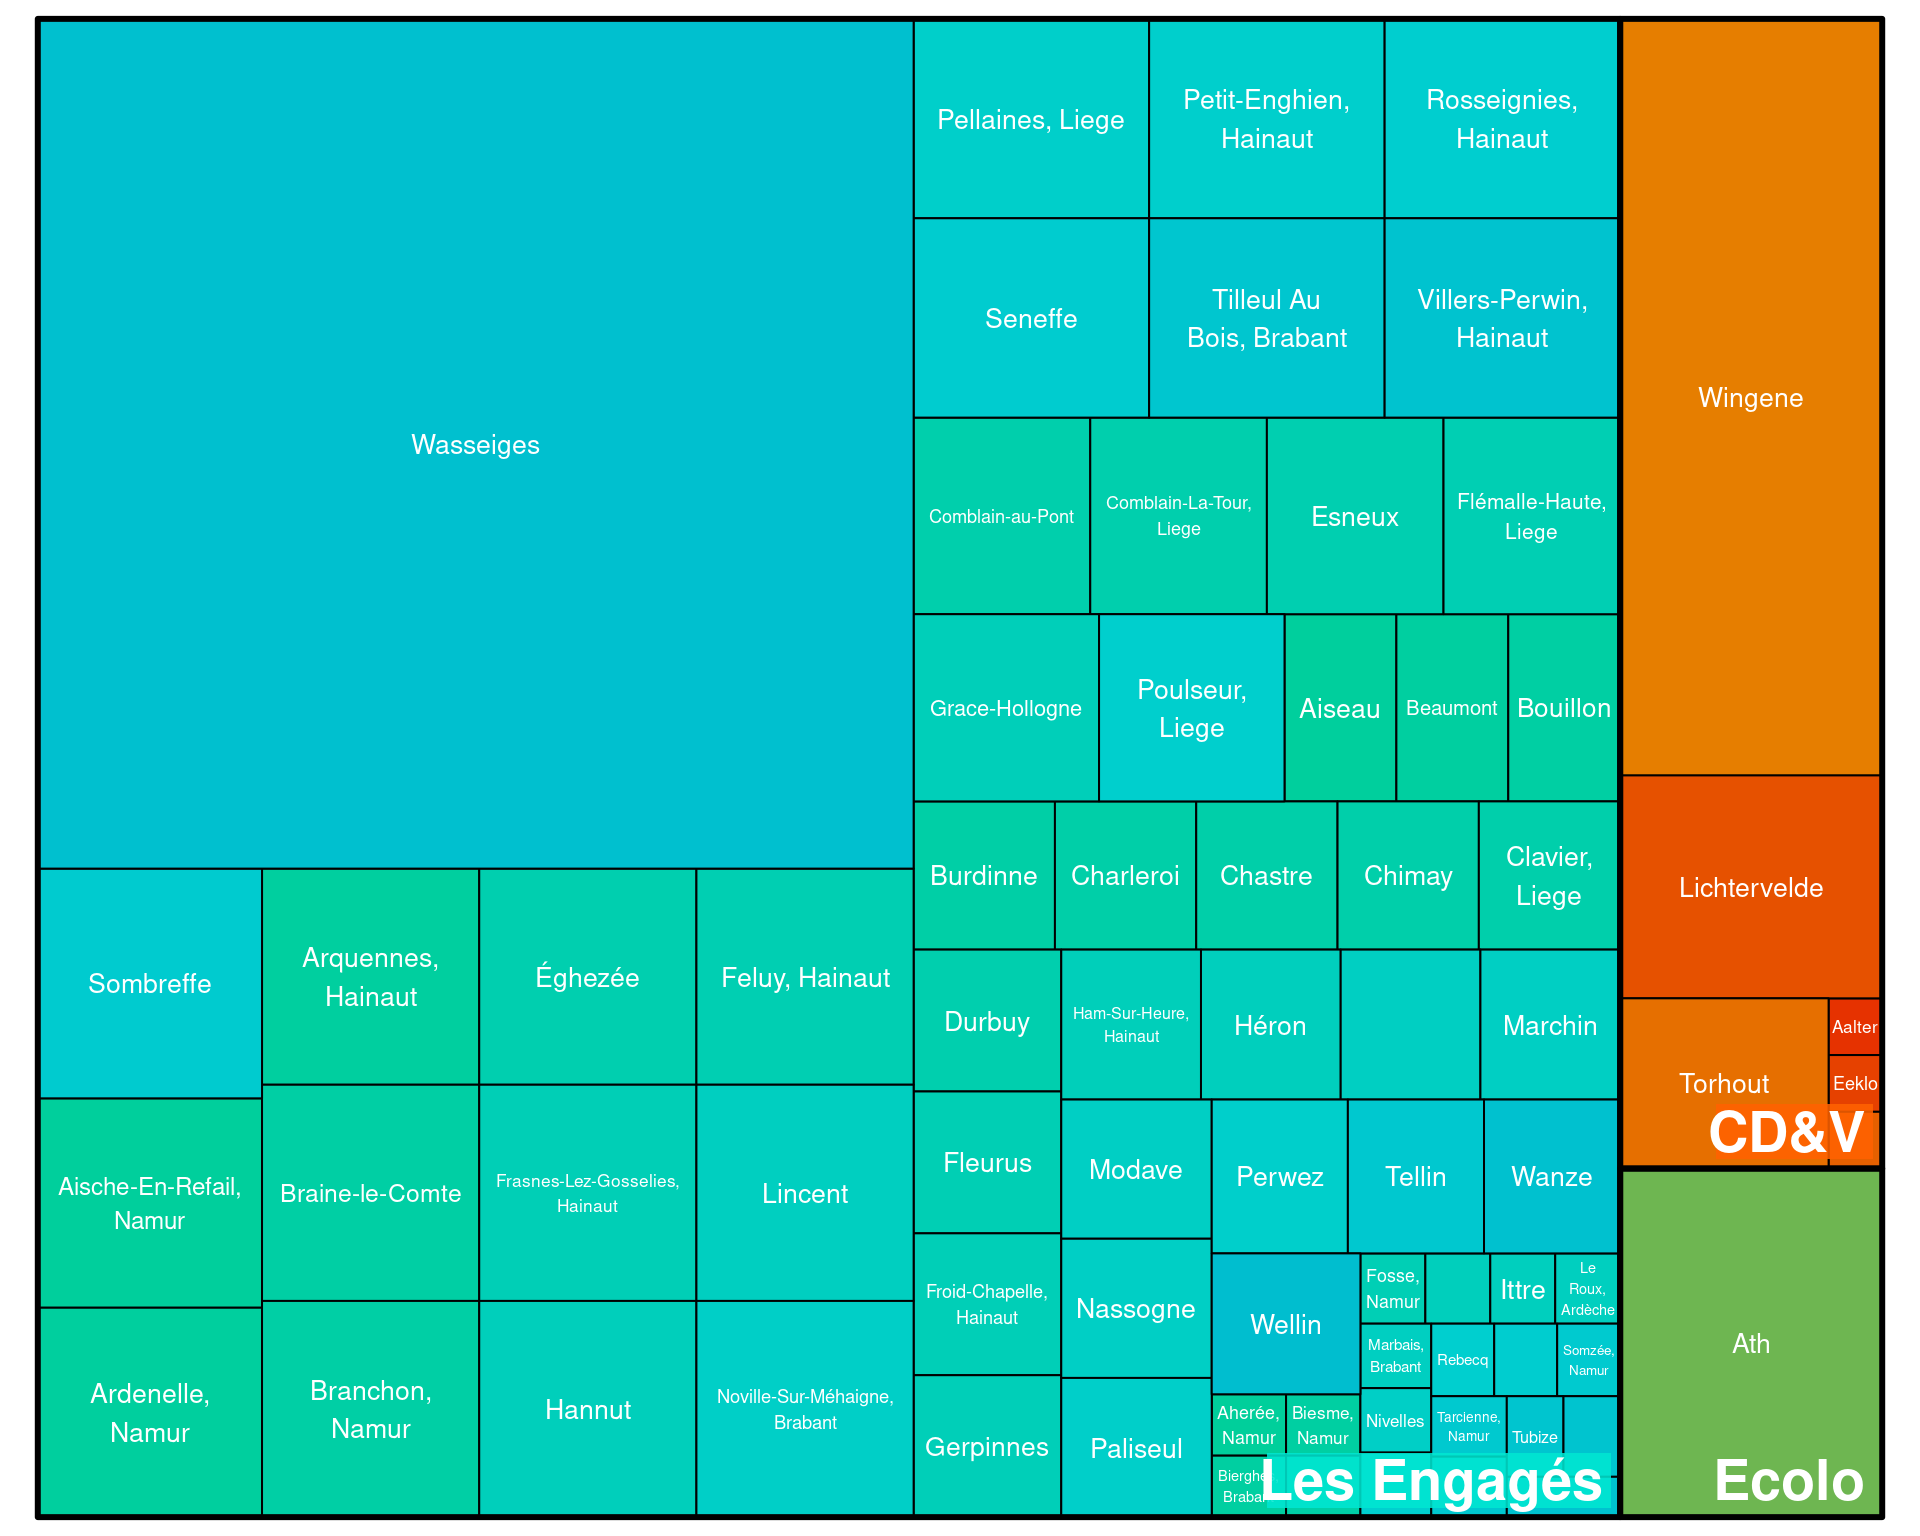 Wasseiges
Pellaines, Liege
Petit-Enghien,
Hainaut
Rosseignies,
Hainaut
Seneffe
Tilleul Au
Bois, Brabant
Villers-Perwin,
Hainaut
Comblain-au-Pont
Comblain-La-Tour,
Liege
Esneux
Flémalle-Haute,
Liege
Grace-Hollogne
Poulseur,
Liege
Aiseau
Beaumont
Bouillon
Burdinne
Charleroi
Chastre
Chimay
Clavier,
Liege
Sombreffe
Arquennes,
Hainaut
Éghezée
Feluy, Hainaut
Durbuy
Ham-Sur-Heure,
Hainaut
Héron
Marchin
Aische-En-Refail,
Namur
Braine-le-Comte
Frasnes-Lez-Gosselies,
Hainaut
Lincent
Fleurus
Modave
Perwez
Tellin
Wanze
Froid-Chapelle,
Hainaut
Nassogne
Wellin
Fosse,
Namur
Ittre
Le
Roux,
Ardèche
Marbais,
Brabant
Rebecq
Somzée,
Namur
Ardenelle,
Namur
Branchon,
Namur
Hannut
Noville-Sur-Méhaigne,
Brabant
Gerpinnes
Paliseul
Aherée,
Namur
Biesme,
Namur
Nivelles
Tarcienne,
Namur
Tubize
Les Engagés
Wingene
Lichtervelde
Torhout
Aalter
Eeklo
CD&V
Ath
Ecolo